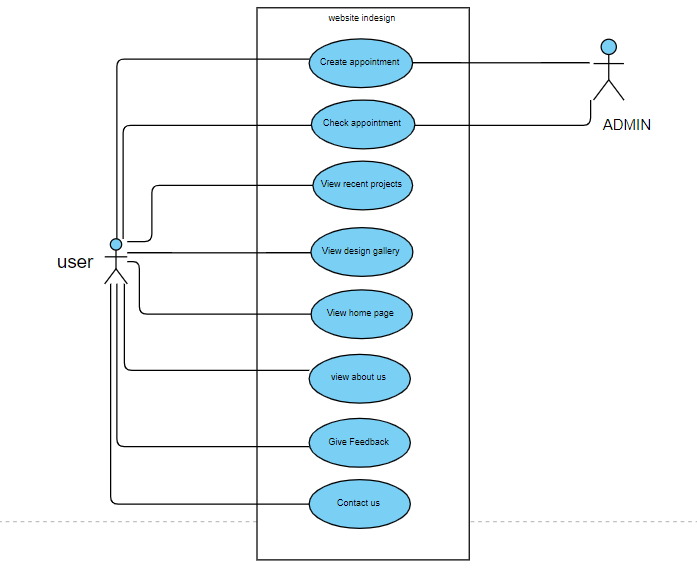 website indesign
Create appointment
Check appointment
ADMIN
View recent projects
user
View design gallery
View home page
view about us
Give Feedback
Contact us